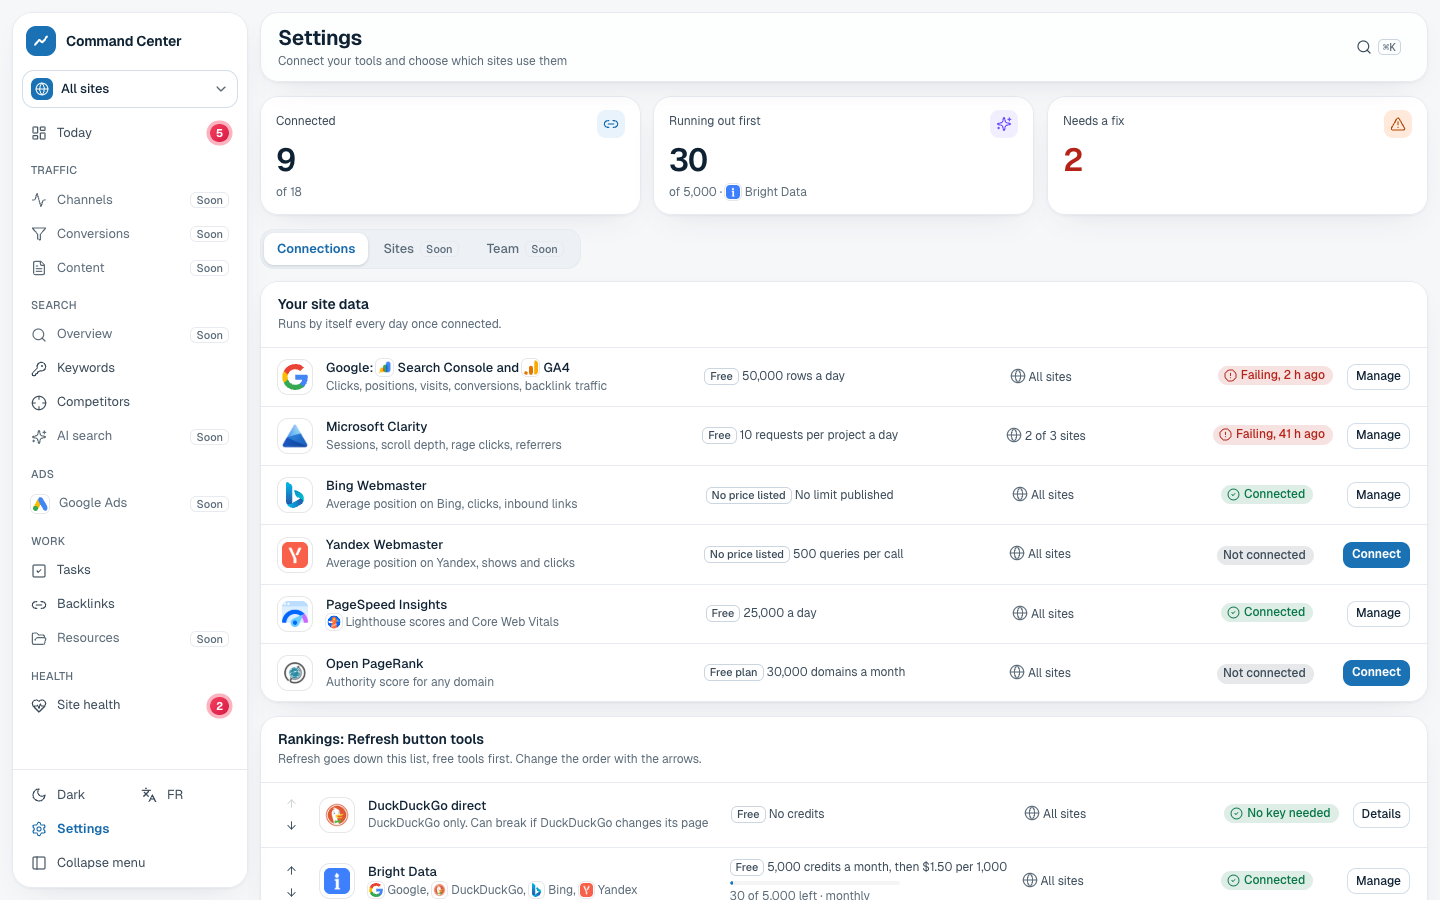 Command Center
All sites
Today 5
TRAFFIC
Channels Soon
Conversions Soon
Content Soon
SEARCH
Overview Soon
Keywords
Competitors
AI search Soon
ADS
Google Ads Soon
WORK
Tasks
Backlinks
Resources Soon
HEALTH
Site health 2
Dark FR
Settings
Collapse menu
Settings
Connect your tools and choose which sites use them
⌘K
Connected
9
of 18
Running out first
30
of 5,000 · Bright Data
Needs a fix
2
Connections Sites Soon Team Soon
Your site data
Runs by itself every day once connected.
Google: Search Console and GA4
Clicks, positions, visits, conversions, backlink traffic
Free 50,000 rows a day
All sites
Failing, 2 h ago
Manage
Microsoft Clarity
Sessions, scroll depth, rage clicks, referrers
Free 10 requests per project a day
2 of 3 sites
Failing, 41 h ago
Manage
Bing Webmaster
Average position on Bing, clicks, inbound links
No price listed No limit published
All sites
Connected
Manage
Yandex Webmaster
Average position on Yandex, shows and clicks
No price listed 500 queries per call
All sites
Not connected
Connect
PageSpeed Insights
Lighthouse scores and Core Web Vitals
Free 25,000 a day
All sites
Connected
Manage
Open PageRank
Authority score for any domain
Free plan 30,000 domains a month
All sites
Not connected
Connect
Rankings: Refresh button tools
Refresh goes down this list, free tools first. Change the order with the arrows.
DuckDuckGo direct
DuckDuckGo only. Can break if DuckDuckGo changes its page
Free No credits
All sites
No key needed
Details
Bright Data
Google, DuckDuckGo, Bing, Yandex
Free 5,000 credits a month, then $1.50 per 1,000
30 of 5,000 left · monthly
All sites
Connected
Manage